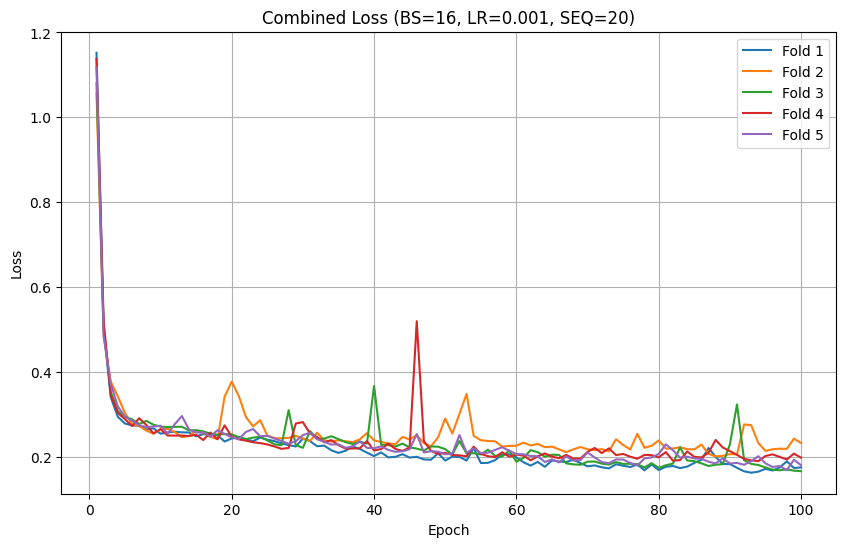 Combined Loss (BS=16, LR=0.001, SEQ=20)
Fold 1
Fold 2
Fold 3
Fold 4
Fold 5
Loss
1.2
1.0
0.8
0.6
0.4
0.2
0 20 40 60 80 100
Epoch